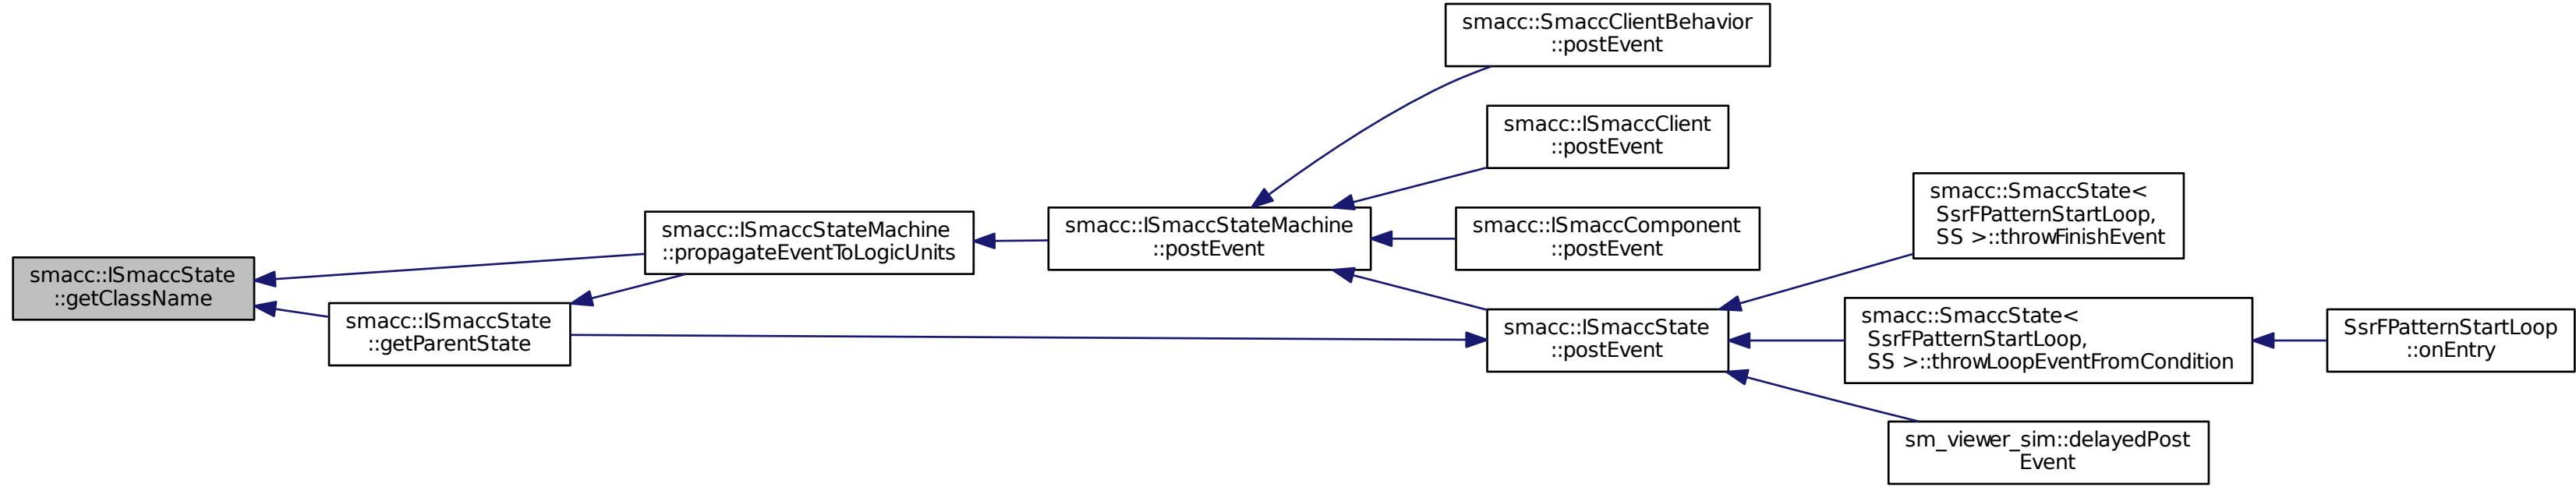 smacc::SmaccClientBehavior
::postEvent
smacc::ISmaccClient
::postEvent
smacc::SmaccState<
SsrFPatternStartLoop,
SS >::throwFinishEvent
smacc::ISmaccStateMachine
::propagateEventToLogicUnits
smacc::ISmaccStateMachine
::postEvent
smacc::ISmaccComponent
::postEvent
smacc::ISmaccState
::getClassName
smacc::ISmaccState
::getParentState
smacc::ISmaccState
::postEvent
smacc::SmaccState<
SsrFPatternStartLoop,
SS >::throwLoopEventFromCondition
SsrFPatternStartLoop
::onEntry
sm_viewer_sim::delayedPost
Event